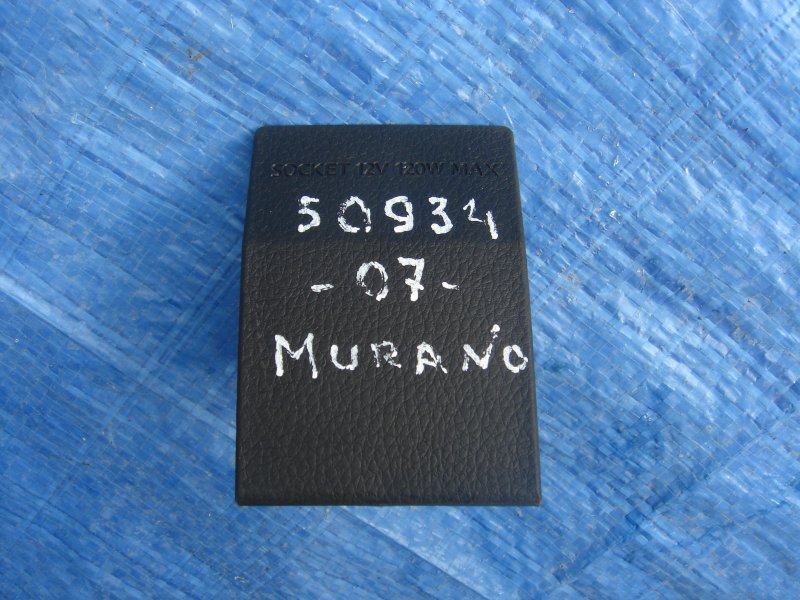 SOCKET 12V 120W MAX
50934
-07-
MURANO